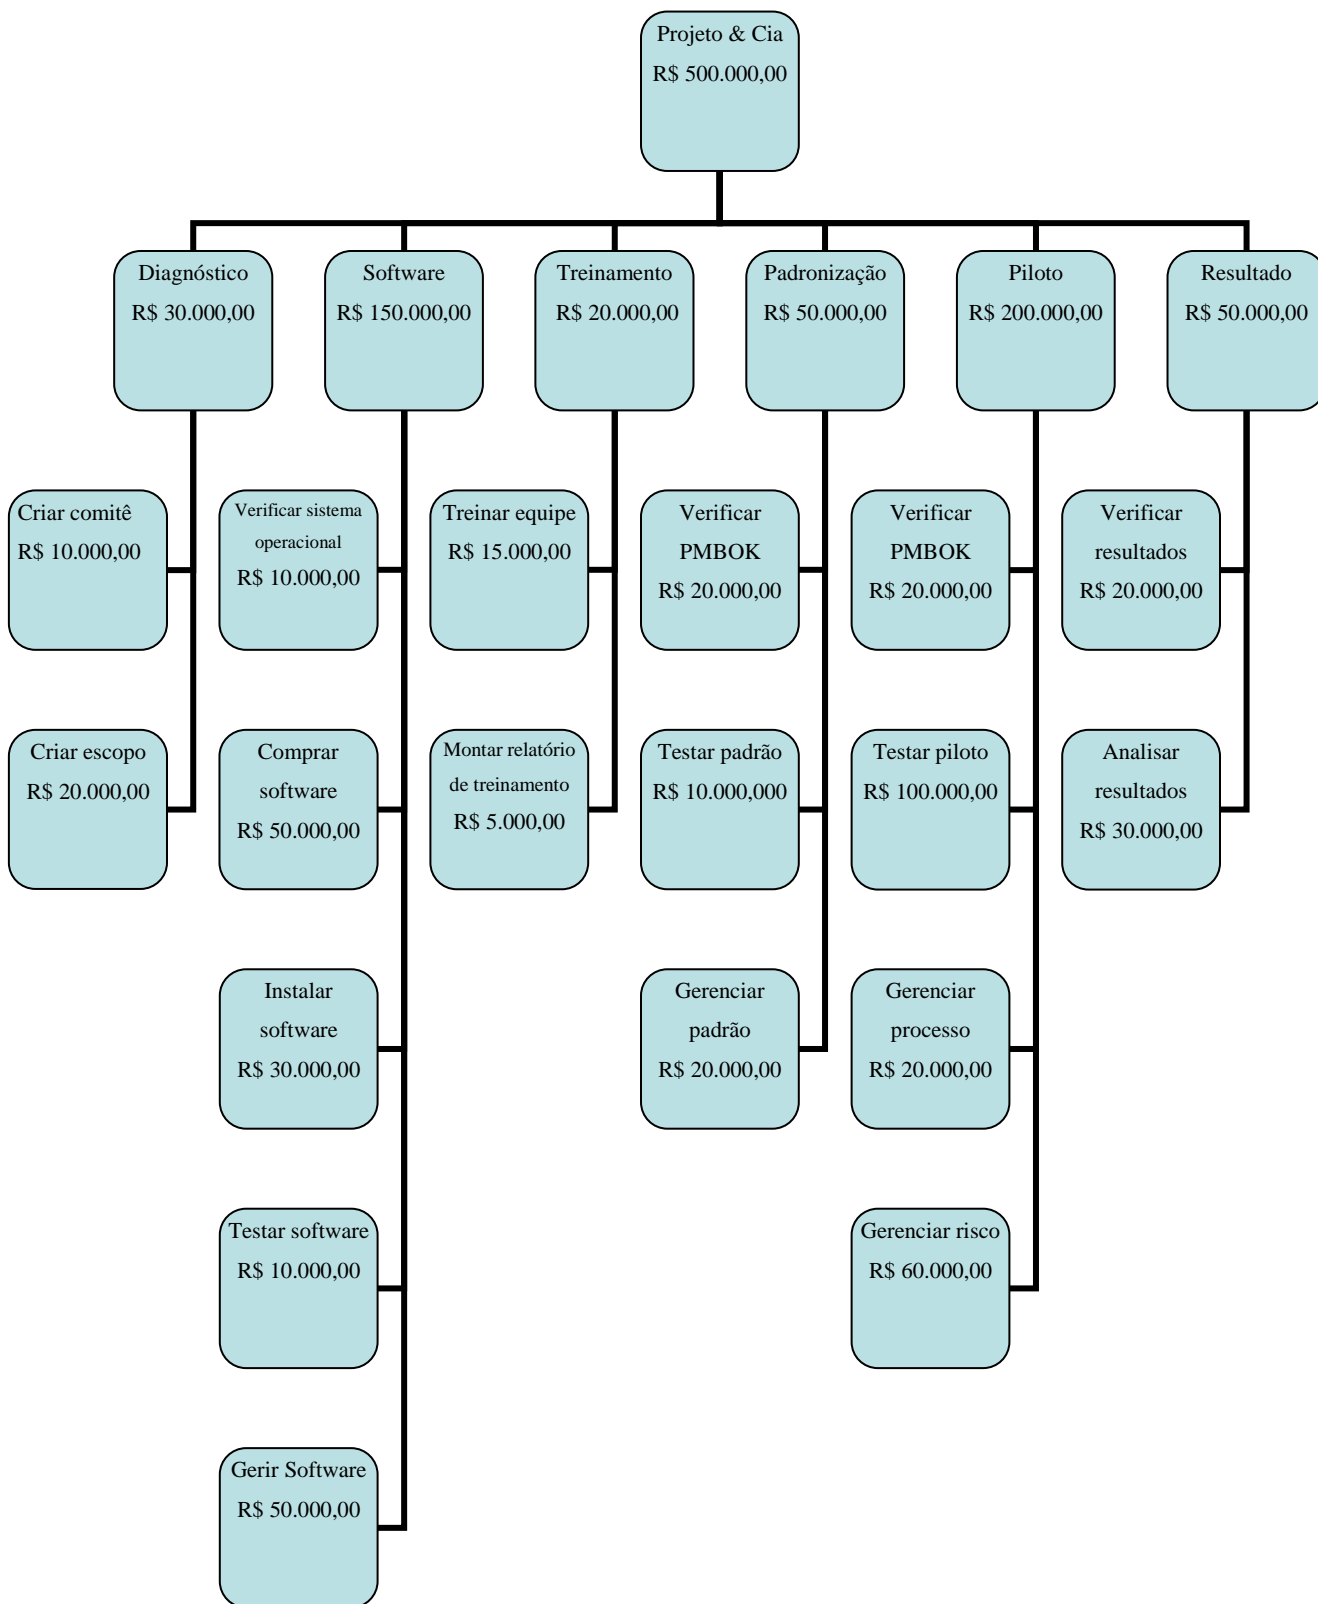 Projeto & Cia
R$ 500.000,00
Diagnóstico
R$ 30.000,00
Software
R$ 150.000,00
Treinamento
R$ 20.000,00
Padronização
R$ 50.000,00
Piloto
R$ 200.000,00
Resultado
R$ 50.000,00
Criar comitê
R$ 10.000,00
Verificar sistema
operacional
R$ 10.000,00
Treinar equipe
R$ 15.000,00
Verificar
PMBOK
R$ 20.000,00
Verificar
PMBOK
R$ 20.000,00
Verificar
resultados
R$ 20.000,00
Criar escopo
R$ 20.000,00
Comprar
software
R$ 50.000,00
Montar relatório
de treinamento
R$ 5.000,00
Testar padrão
R$ 10.000,000
Testar piloto
R$ 100.000,00
Analisar
resultados
R$ 30.000,00
Instalar
software
R$ 30.000,00
Gerenciar
padrão
R$ 20.000,00
Gerenciar
processo
R$ 20.000,00
Testar software
R$ 10.000,00
Gerenciar risco
R$ 60.000,00
Gerir Software
R$ 50.000,00